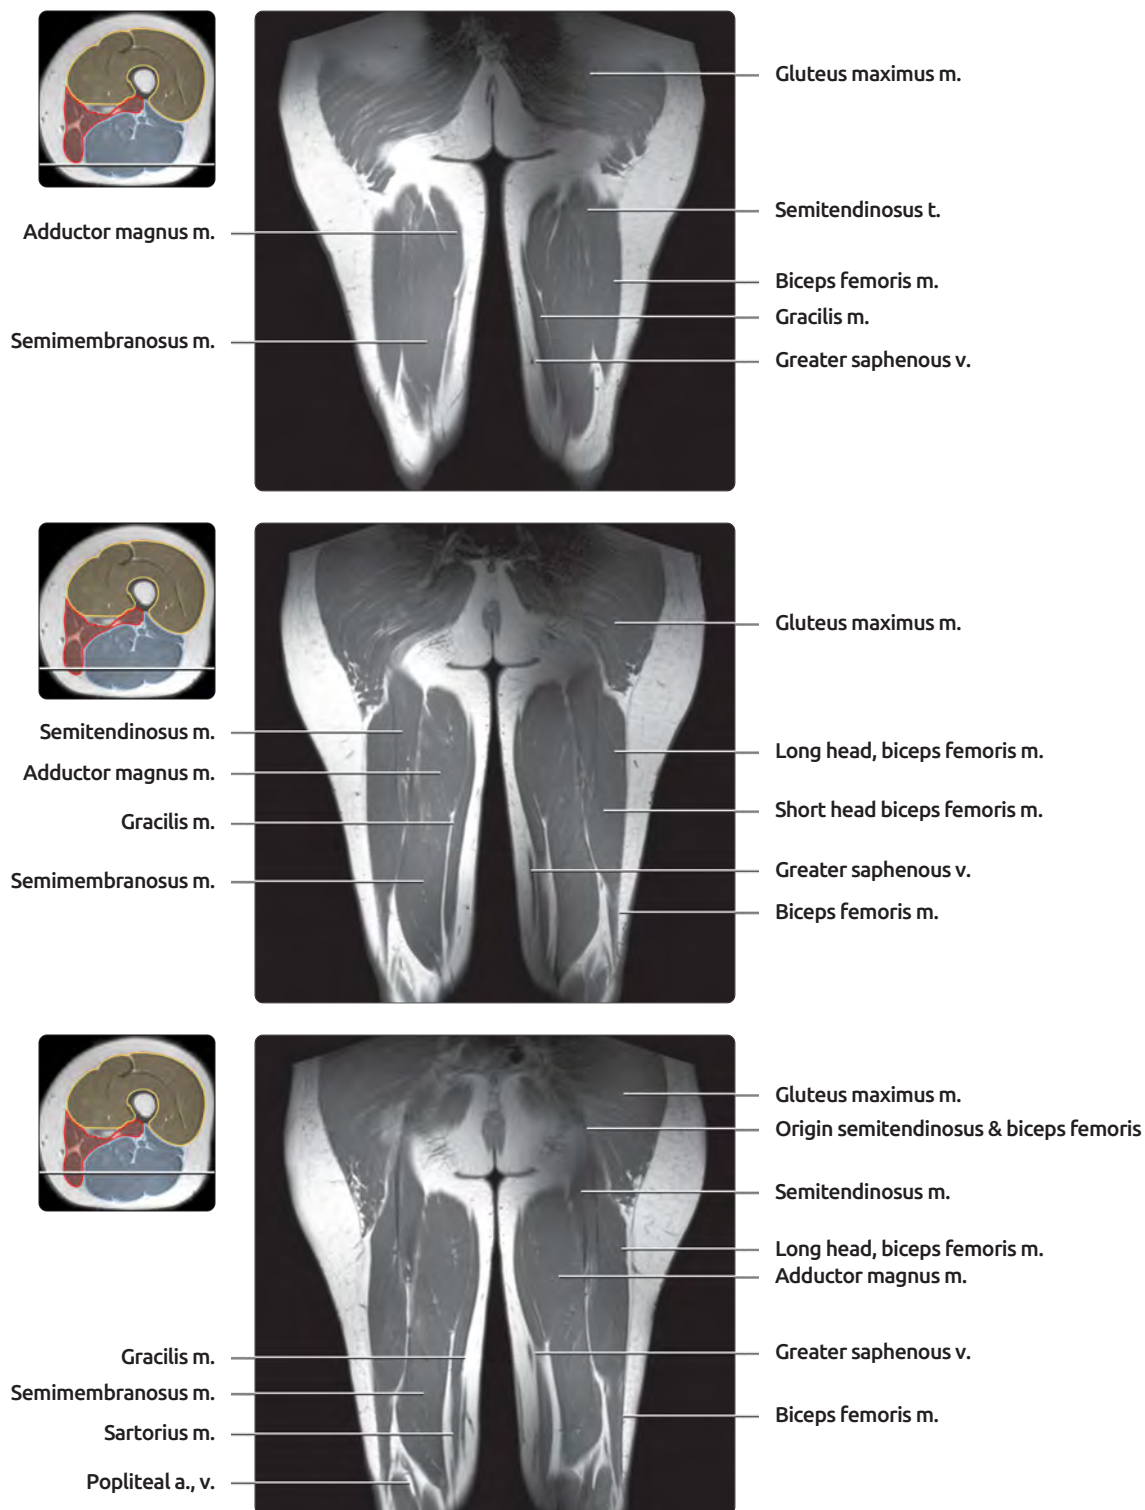 Gluteus maximus m.
Semitendinosus t.
Adductor magnus m.
Biceps femoris m.
Gracilis m.
Semimembranosus m.
Greater saphenous v.
Gluteus maximus m.
Semitendinosus m.
Long head, biceps femoris m.
Adductor magnus m.
Short head biceps femoris m.
Gracilis m.
Greater saphenous v.
Semimembranosus m.
Biceps femoris m.
Gluteus maximus m.
Origin semitendinosus & biceps femoris
Semitendinosus m.
Long head, biceps femoris m.
Adductor magnus m.
Greater saphenous v.
Gracilis m.
Semimembranosus m.
Biceps femoris m.
Sartorius m.
Popliteal a., v.